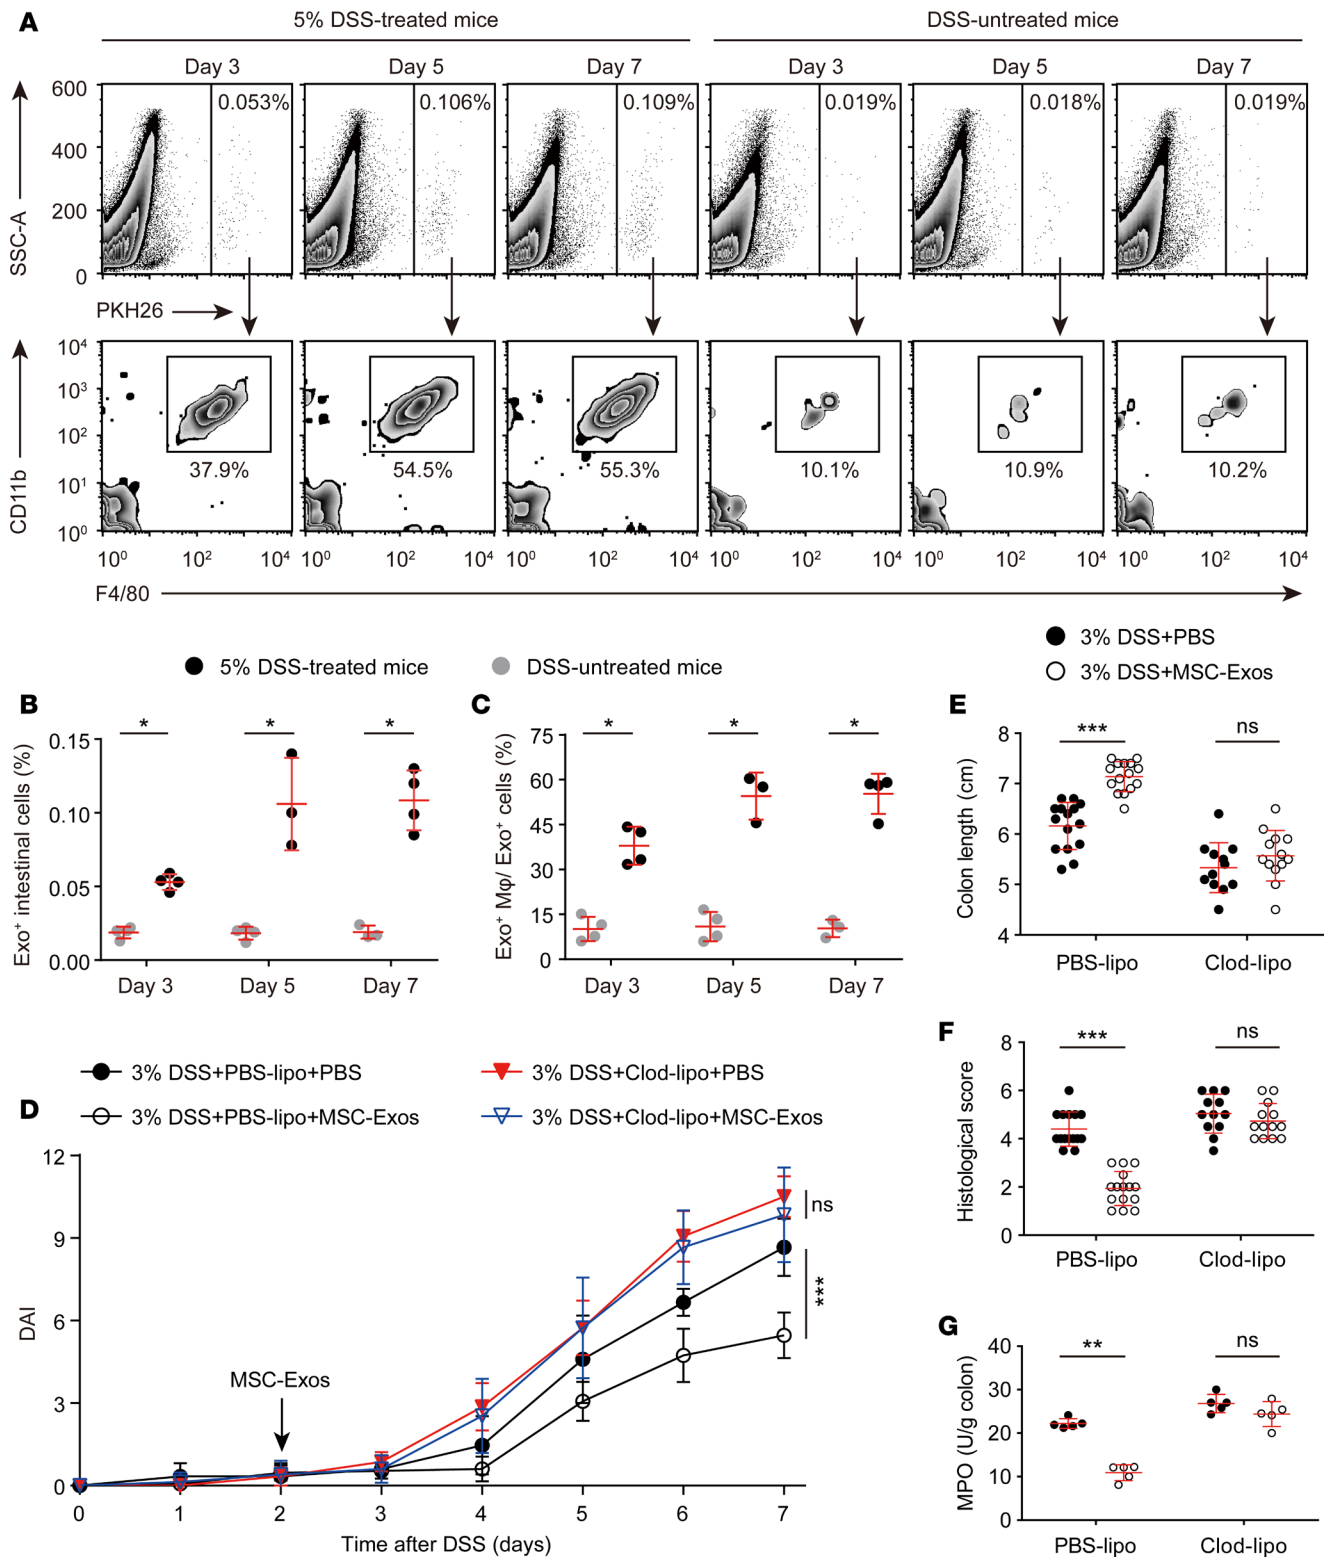 A
5% DSS-treated mice
DSS-untreated mice
Day 3
Day 5
Day 7
Day 3
Day 5
Day 7
600
400
200
0
SSC-A
0.053%
0.106%
0.109%
0.019%
0.018%
0.019%
PKH26
10⁴
10³
10²
10¹
10⁰
CD11b
37.9%
54.5%
55.3%
10.1%
10.9%
10.2%
10⁰ 10² 10⁴
10⁰ 10² 10⁴
10⁰ 10² 10⁴
10⁰ 10² 10⁴
10⁰ 10² 10⁴
10⁰ 10² 10⁴
F4/80
5% DSS-treated mice
DSS-untreated mice
B
Exo⁺ intestinal cells (%)
0.15
0.10
0.05
0.00
* * *
Day 3
Day 5
Day 7
C
Exo⁺ Mφ/ Exo⁺ cells (%)
75
60
45
30
15
0
* * *
Day 3
Day 5
Day 7
3% DSS+PBS
3% DSS+MSC-Exos
E
Colon length (cm)
8
7
6
5
4
***
ns
PBS-lipo
Clod-lipo
D
3% DSS+PBS-lipo+PBS
3% DSS+Clod-lipo+PBS
3% DSS+PBS-lipo+MSC-Exos
3% DSS+Clod-lipo+MSC-Exos
DAI
12
9
6
3
0
MSC-Exos
ns
***
0 1 2 3 4 5 6 7
Time after DSS (days)
F
Histological score
8
6
4
2
0
***
ns
PBS-lipo
Clod-lipo
G
MPO (U/g colon)
40
30
20
10
0
**
ns
PBS-lipo
Clod-lipo